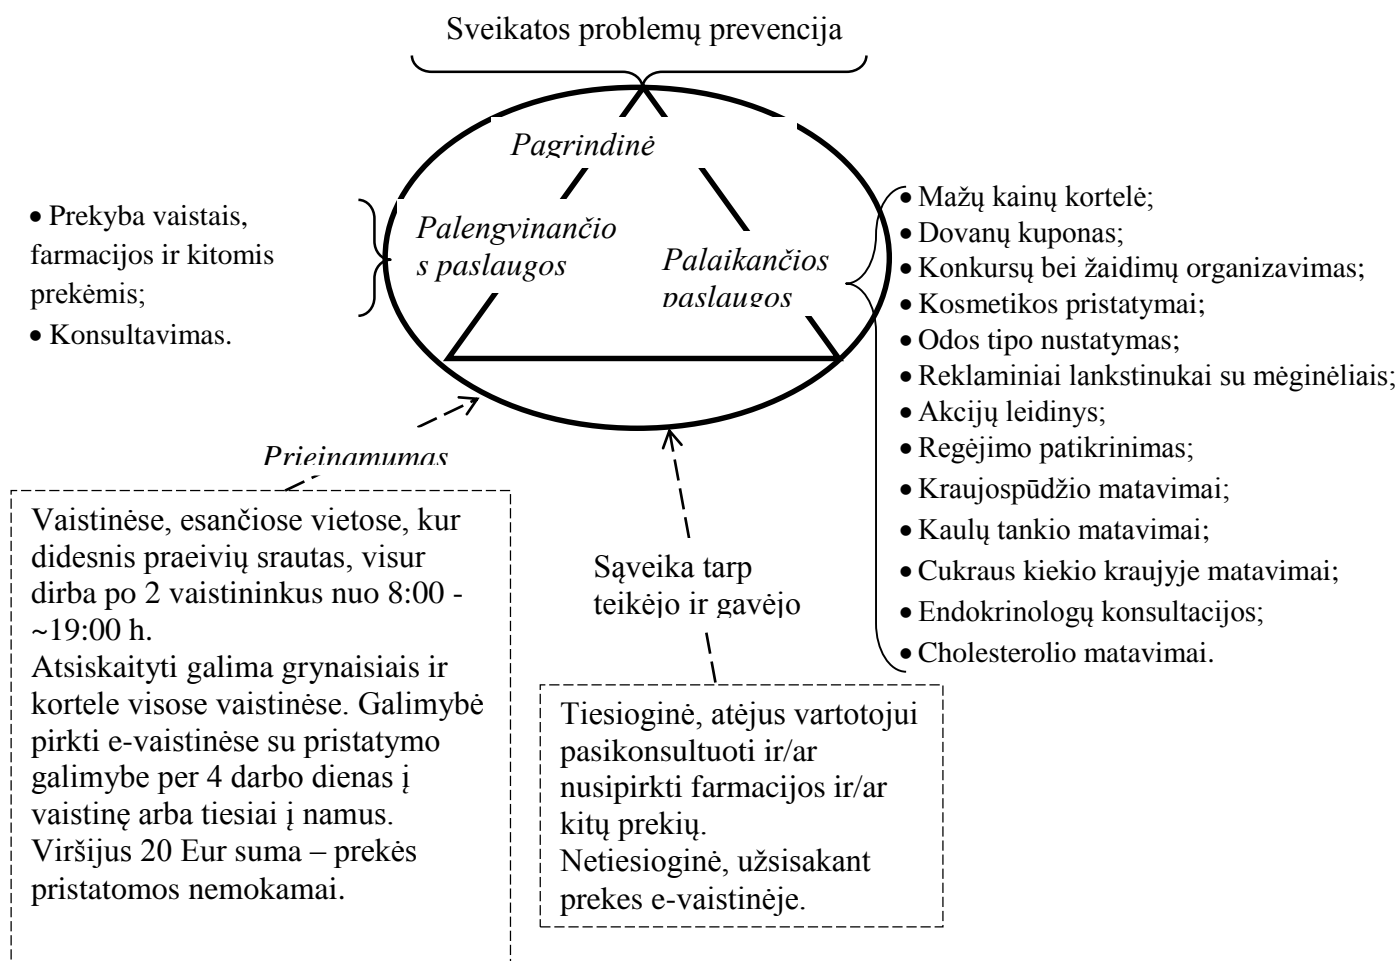 Sveikatos problemų prevencija
Pagrindinė
Palengvinančio
s paslaugos
Palaikančios
paslaugos
• Prekyba vaistais,
farmacijos ir kitomis
prekėmis;
• Konsultavimas.
• Mažų kainų kortelė;
• Dovanų kuponas;
• Konkursų bei žaidimų organizavimas;
• Kosmetikos pristatymai;
• Odos tipo nustatymas;
• Reklaminiai lankstinukai su mėginėliais;
• Akcijų leidinys;
• Regėjimo patikrinimas;
• Kraujospūdžio matavimai;
• Kaulų tankio matavimai;
• Cukraus kiekio kraujyje matavimai;
• Endokrinologų konsultacijos;
• Cholesterolio matavimai.
Prieinamumas
Vaistinėse, esančiose vietose, kur
didesnis praeivių srautas, visur
dirba po 2 vaistininkus nuo 8:00 -
~19:00 h.
Atsiskaityti galima grynaisiais ir
kortele visose vaistinėse. Galimybė
pirkti e-vaistinėse su pristatymo
galimybe per 4 darbo dienas į
vaistinę arba tiesiai į namus.
Viršijus 20 Eur suma – prekės
pristatomos nemokamai.
Sąveika tarp
teikėjo ir gavėjo
Tiesioginė, atėjus vartotojui
pasikonsultuoti ir/ar
nusipirkti farmacijos ir/ar
kitų prekių.
Netiesioginė, užsisakant
prekes e-vaistinėje.